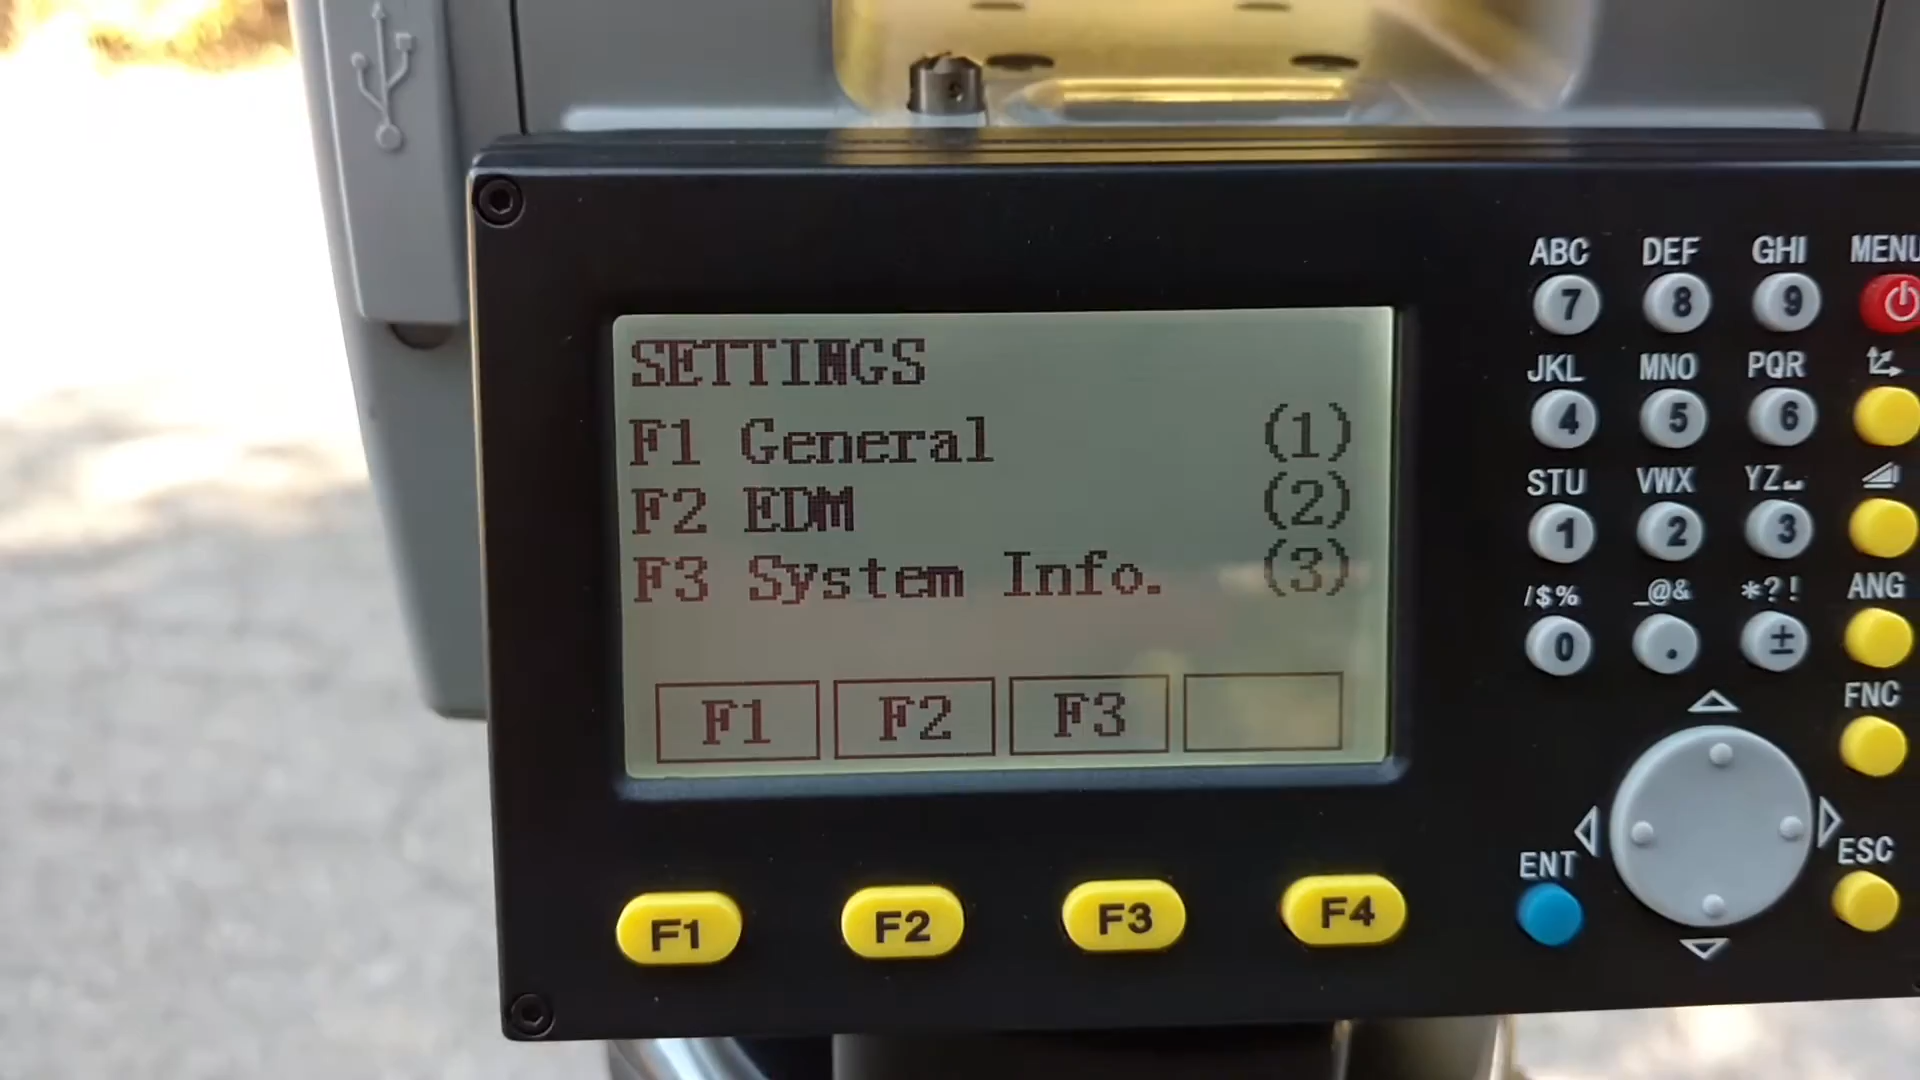 SETTINGS
F1 General (1)
F2 EDM (2)
F3 System Info. (3)
F1 F2 F3
F1 F2 F3 F4
ABC DEF GHI MENU
7 8 9
JKL MNO PQR
4 5 6
STU VWX YZ␣
1 2 3
/$% _@& *?! ANG
0 . ±
FNC
ENT ESC